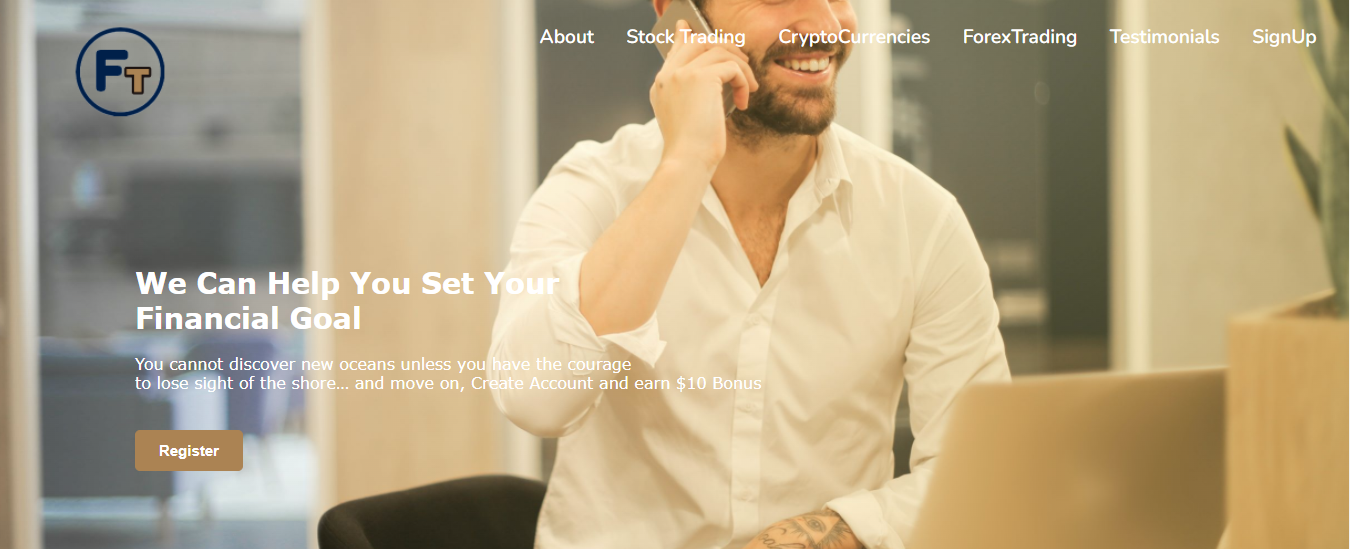 FT
About Stock Trading CryptoCurrencies ForexTrading Testimonials SignUp
We Can Help You Set Your
Financial Goal
You cannot discover new oceans unless you have the courage
to lose sight of the shore... and move on, Create Account and earn $10 Bonus
Register